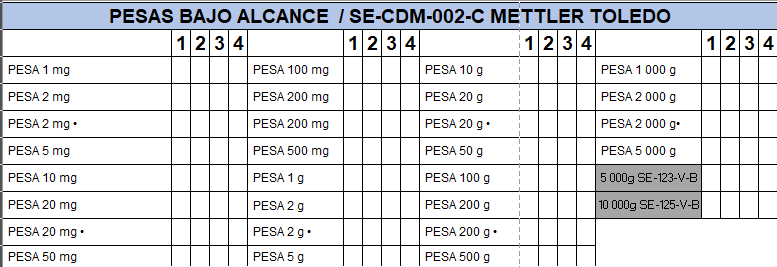 PESAS BAJO ALCANCE / SE-CDM-002-C METTLER TOLEDO
1 2 3 4 1 2 3 4 1 2 3 4 1 2 3 4
PESA 1 mg PESA 100 mg PESA 10 g PESA 1 000 g
PESA 2 mg PESA 200 mg PESA 20 g PESA 2 000 g
PESA 2 mg • PESA 200 mg PESA 20 g • PESA 2 000 g•
PESA 5 mg PESA 500 mg PESA 50 g PESA 5 000 g
PESA 10 mg PESA 1 g PESA 100 g 5 000g SE-123-V-B
PESA 20 mg PESA 2 g PESA 200 g 10 000g SE-125-V-B
PESA 20 mg • PESA 2 g • PESA 200 g •
PESA 50 mg PESA 5 g PESA 500 g